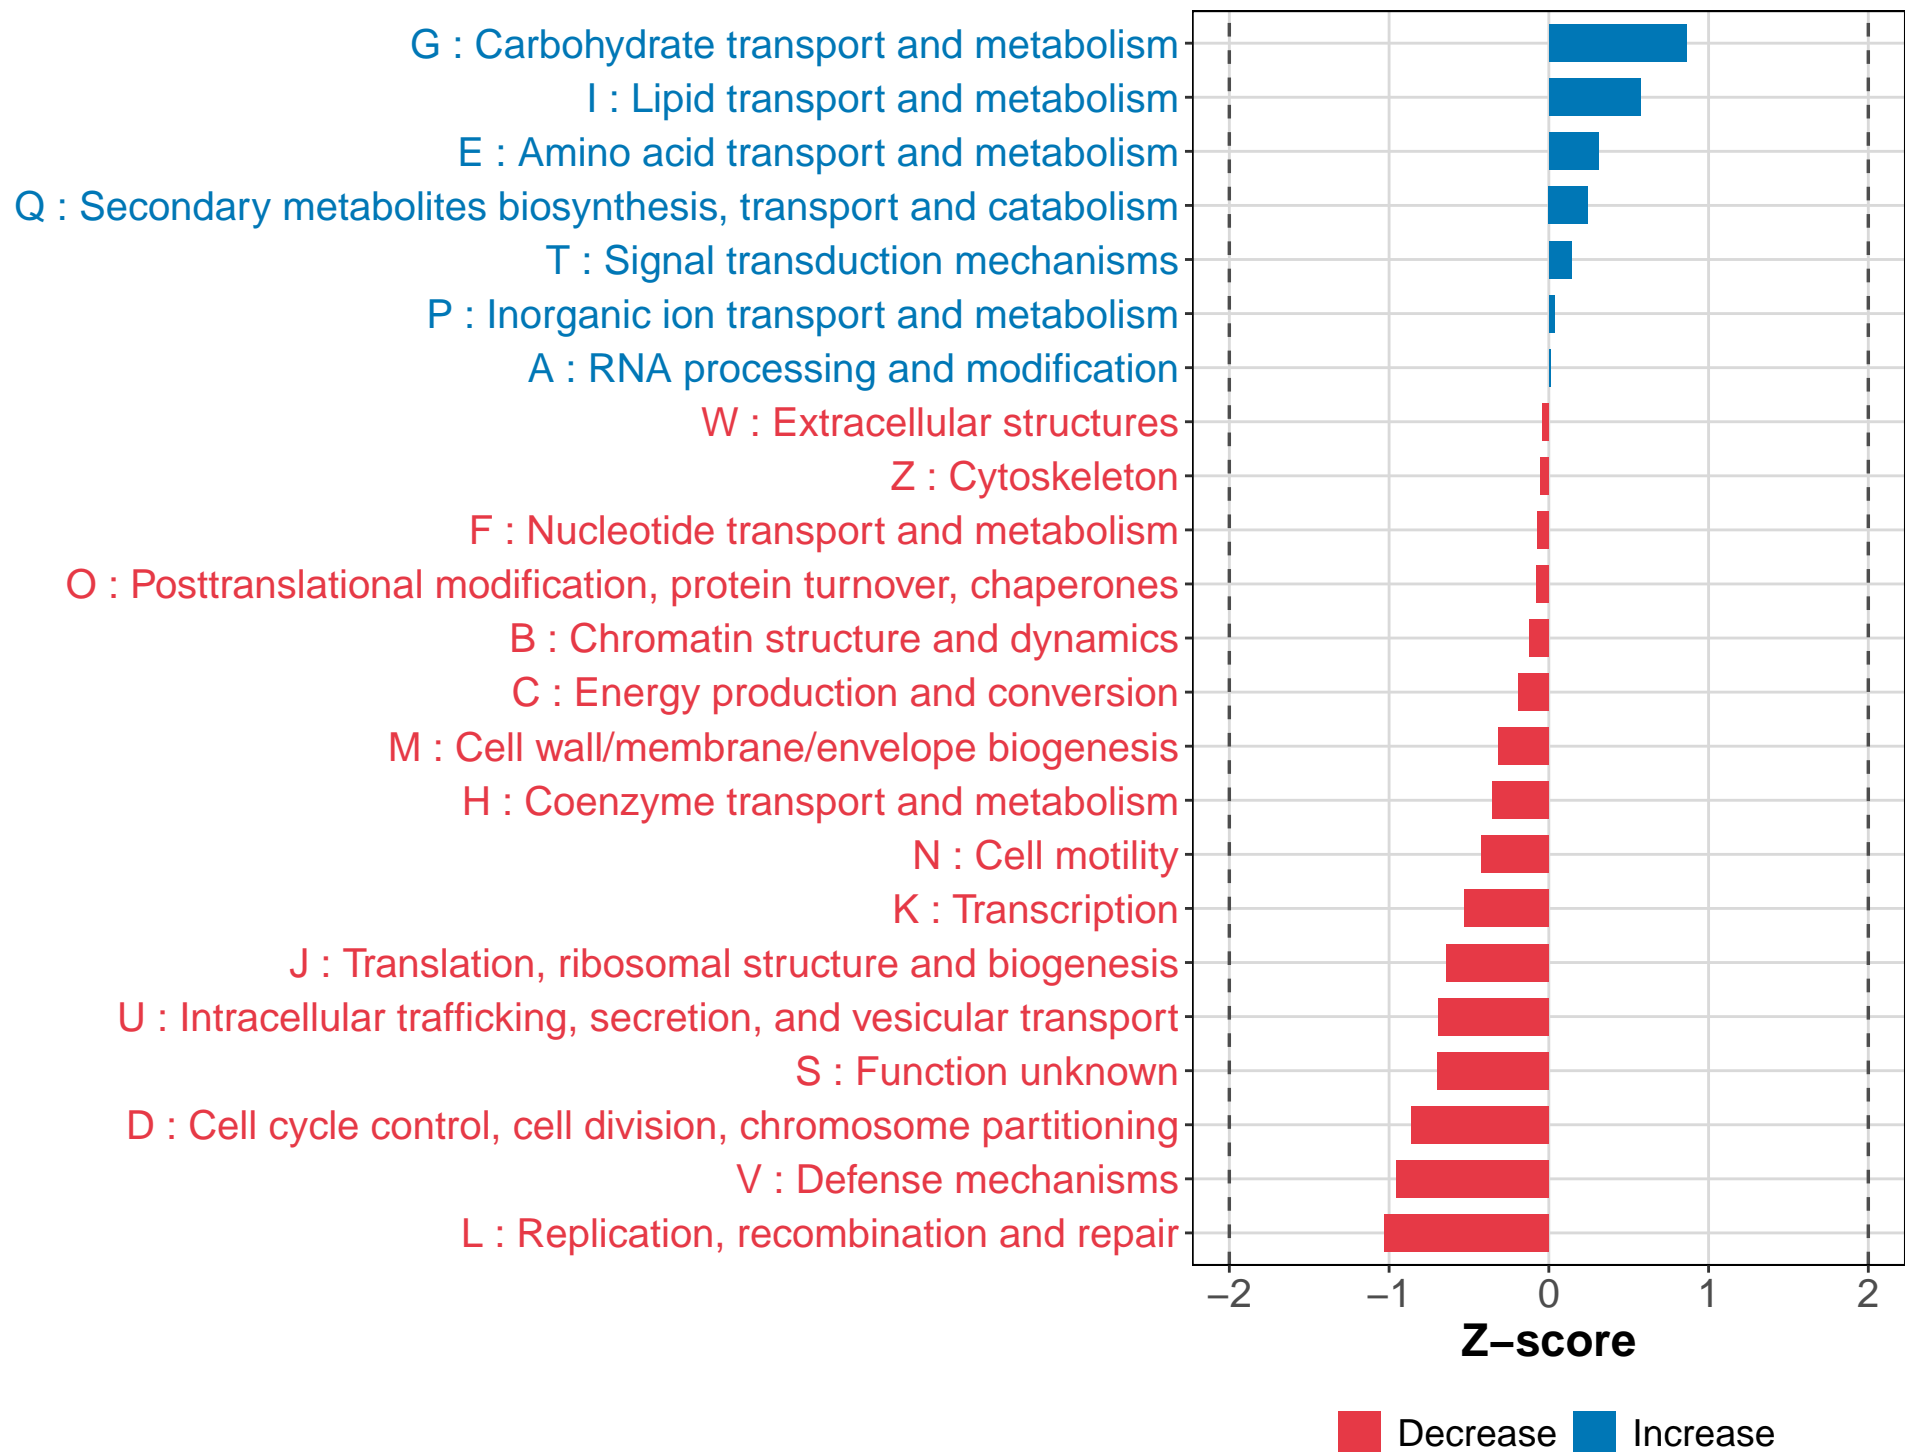 G : Carbohydrate transport and metabolism
I : Lipid transport and metabolism
E : Amino acid transport and metabolism
Q : Secondary metabolites biosynthesis, transport and catabolism
T : Signal transduction mechanisms
P : Inorganic ion transport and metabolism
A : RNA processing and modification
W : Extracellular structures
Z : Cytoskeleton
F : Nucleotide transport and metabolism
O : Posttranslational modification, protein turnover, chaperones
B : Chromatin structure and dynamics
C : Energy production and conversion
M : Cell wall/membrane/envelope biogenesis
H : Coenzyme transport and metabolism
N : Cell motility
K : Transcription
J : Translation, ribosomal structure and biogenesis
U : Intracellular trafficking, secretion, and vesicular transport
S : Function unknown
D : Cell cycle control, cell division, chromosome partitioning
V : Defense mechanisms
L : Replication, recombination and repair
−2 −1 0 1 2
Z−score
Decrease Increase